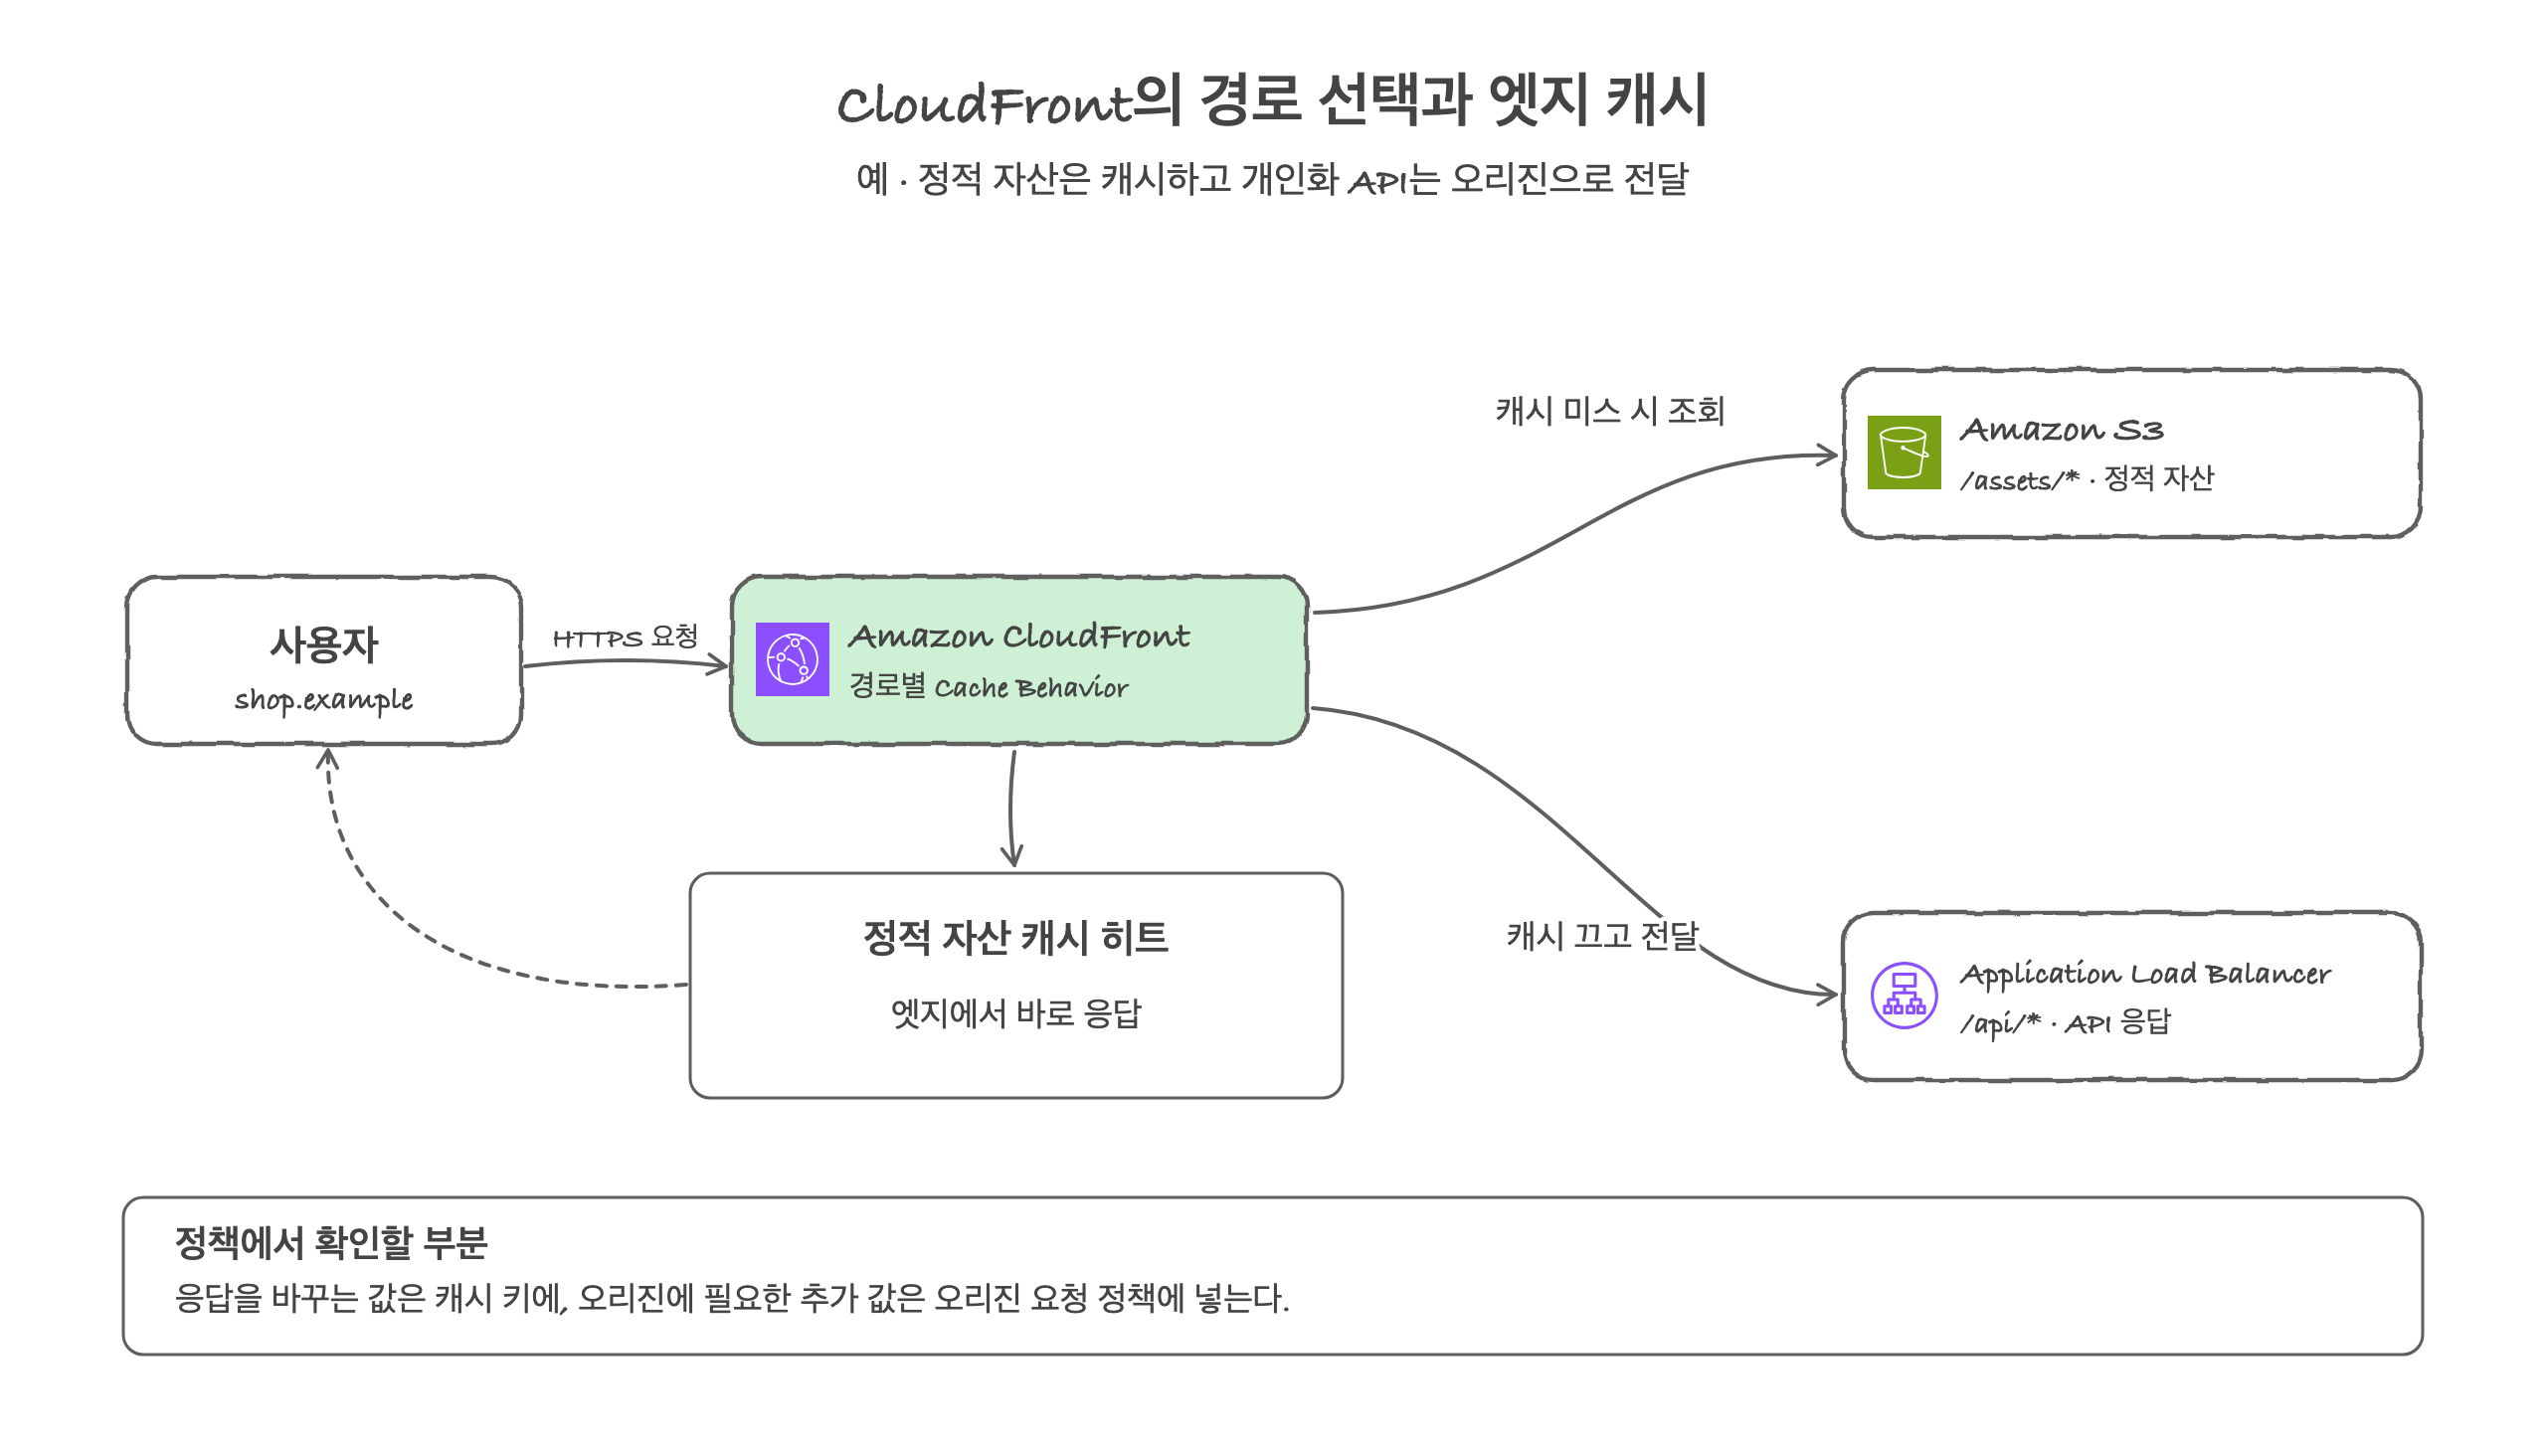 CloudFront의 경로 선택과 엣지 캐시
예 · 정적 자산은 캐시하고 개인화 API는 오리진으로 전달
캐시 미스 시 조회
Amazon S3
/assets/* · 정적 자산
사용자
shop.example
HTTPS 요청
Amazon CloudFront
경로별 Cache Behavior
정적 자산 캐시 히트
엣지에서 바로 응답
캐시 끄고 전달
Application Load Balancer
/api/* · API 응답
정책에서 확인할 부분
응답을 바꾸는 값은 캐시 키에, 오리진에 필요한 추가 값은 오리진 요청 정책에 넣는다.